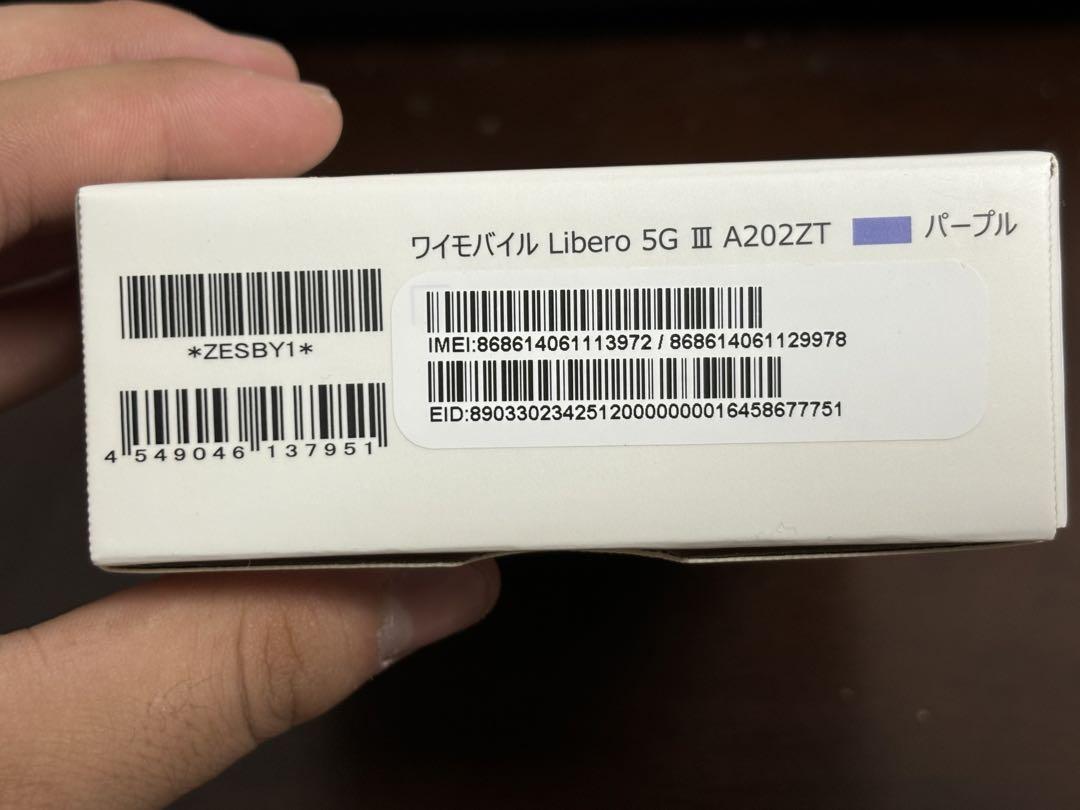 ワイモバイル Libero 5G Ⅲ A202ZT パープル
*ZESBY1*
IMEI:868614061113972 / 868614061129978
EID:89033023425120000000016458677751
4 549046 137951